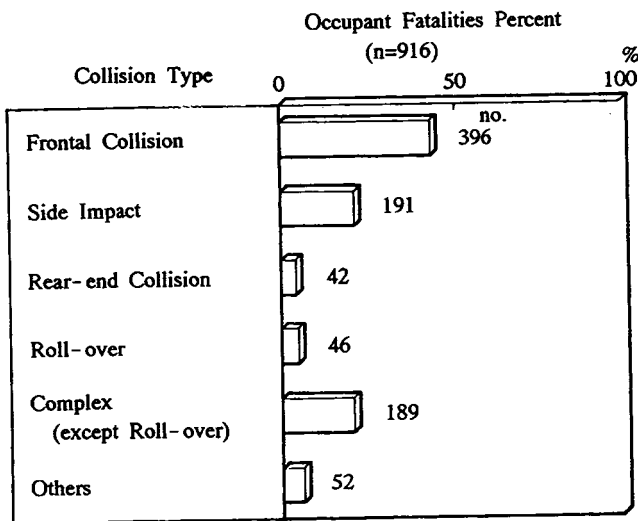 Occupant Fatalities Percent
(n=916)
%
Collision Type
0
50
100
no.
Frontal Collision
396
Side Impact
191
Rear-end Collision
42
Roll-over
46
Complex
(except Roll-over)
189
Others
52